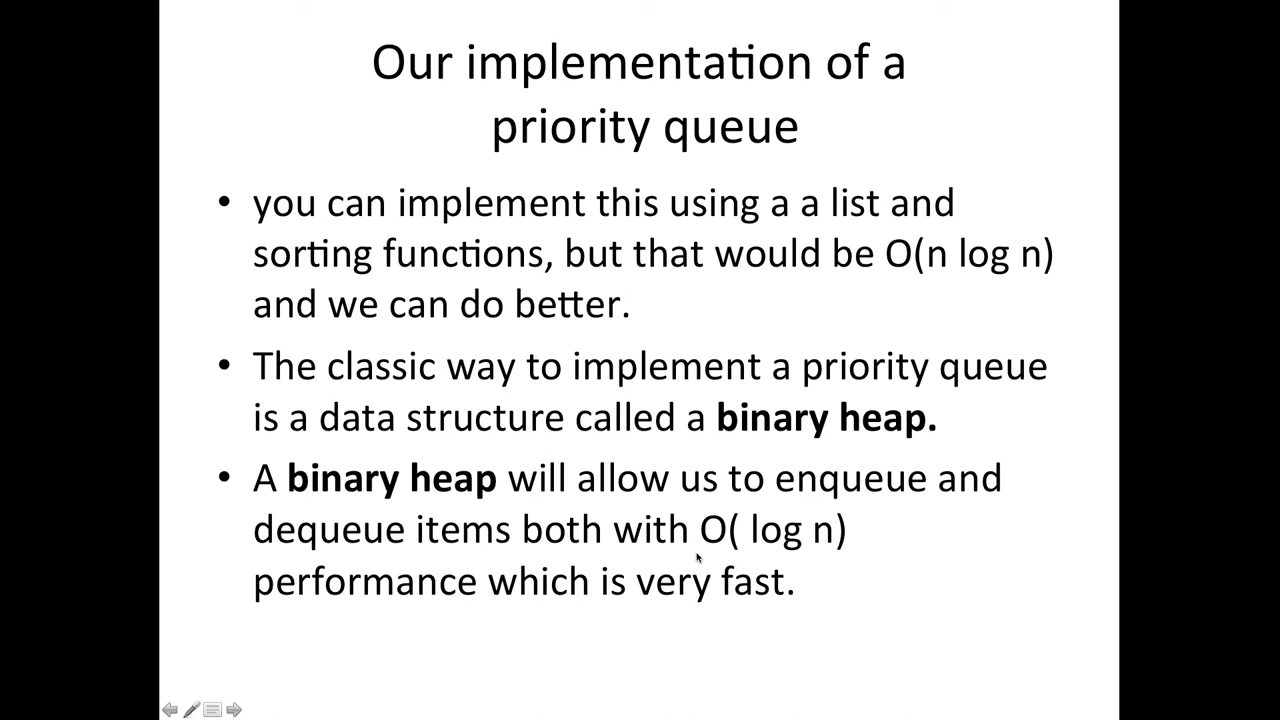 Our implementation of a
priority queue
• you can implement this using a a list and
sorting functions, but that would be O(n log n)
and we can do better.
• The classic way to implement a priority queue
is a data structure called a binary heap.
• A binary heap will allow us to enqueue and
dequeue items both with O( log n)
performance which is very fast.